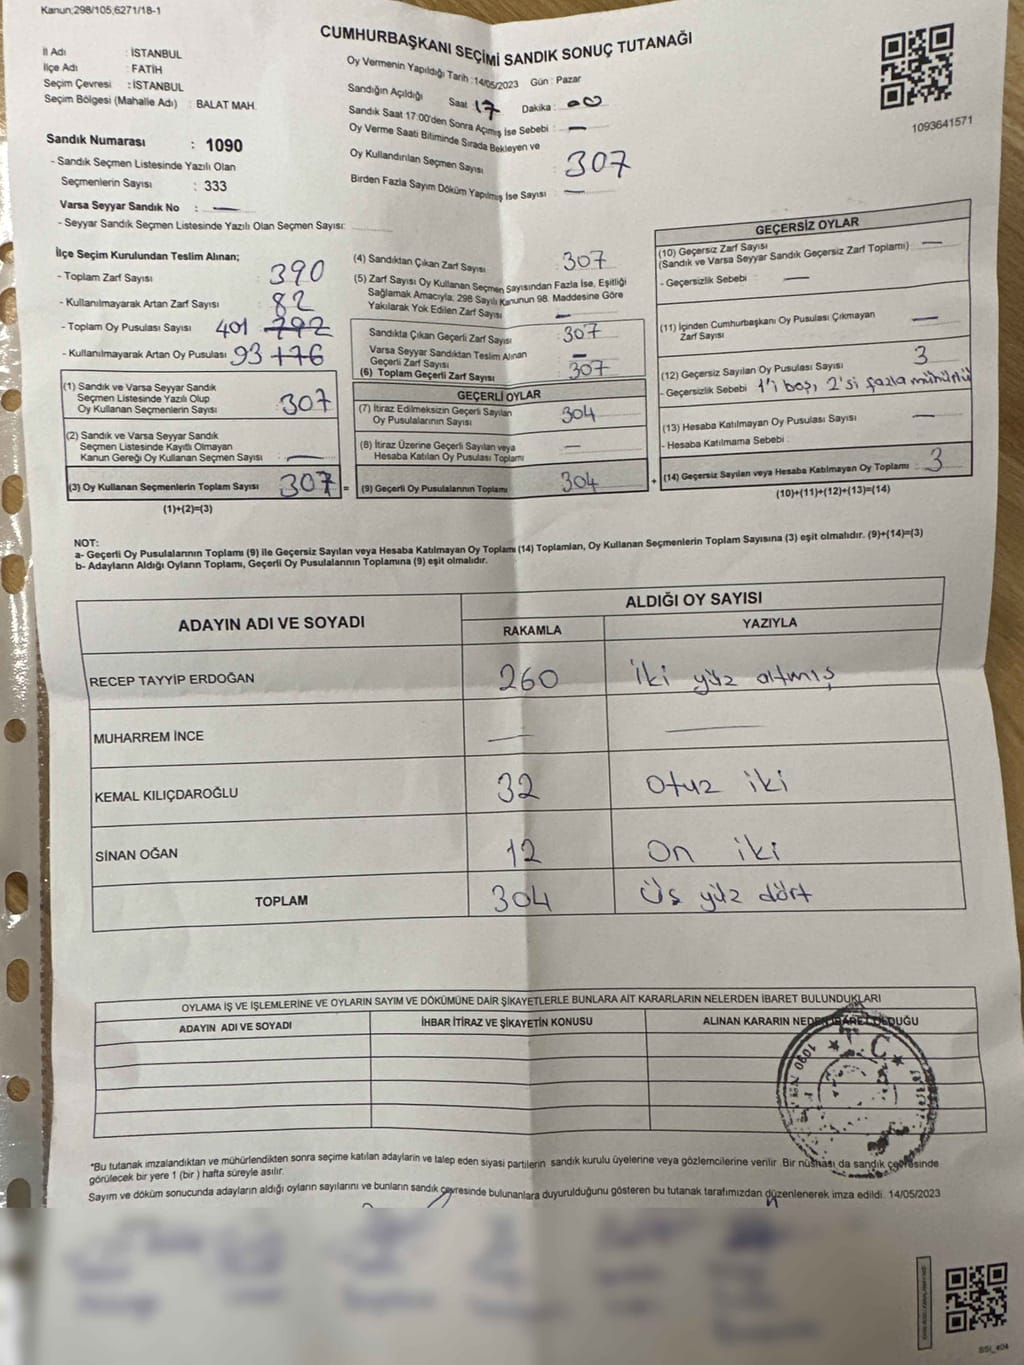 Kanun;298/105,6271/18-1
CUMHURBAŞKANI SEÇİMİ SANDIK SONUÇ TUTANAĞI
İl Adı : İSTANBUL
İlçe Adı : FATİH
Seçim Çevresi : İSTANBUL
Seçim Bölgesi (Mahalle Adı) : BALAT MAH.
Sandık Numarası : 1090
- Sandık Seçmen Listesinde Yazılı Olan
Seçmenlerin Sayısı : 333
Varsa Seyyar Sandık No : —
- Seyyar Sandık Seçmen Listesinde Yazılı Olan Seçmen Sayısı:
Oy Vermenin Yapıldığı Tarih :14/05/2023 Gün : Pazar
Sandığın Açıldığı Saat 17 Dakika : 00
Sandık Saat 17:00'den Sonra Açımış İse Sebebi : —
Oy Verme Saati Bitiminde Sırada Bekleyen ve
Oy Kullandırılan Seçmen Sayısı : 307
Birden Fazla Sayım Döküm Yapılmış İse Sayısı : —
1093641571
İlçe Seçim Kurulundan Teslim Alınan;
- Toplam Zarf Sayısı : 390
- Kullanılmayarak Artan Zarf Sayısı : 82
- Toplam Oy Pusulası Sayısı 401 792
- Kullanılmayarak Artan Oy Pusulası 93 +76
(1) Sandık ve Varsa Seyyar Sandık
Seçmen Listesinde Yazılı Olup
Oy Kullanan Seçmenlerin Sayısı : 307
(2) Sandık ve Varsa Seyyar Sandık
Seçmen Listesinde Kayıtlı Olmayan
Kanun Gereği Oy Kullanan Seçmen Sayısı : —
(3) Oy Kullanan Seçmenlerin Toplam Sayısı : 307 =
(1)+(2)=(3)
(4) Sandıktan Çıkan Zarf Sayısı : 307
(5) Zarf Sayısı Oy Kullanan Seçmen Sayısından Fazla İse, Eşitliği
Sağlamak Amacıyla; 298 Sayılı Kanunun 98. Maddesine Göre
Yakılarak Yok Edilen Zarf Sayısı : —
Sandıkta Çıkan Geçerli Zarf Sayısı : 307
Varsa Seyyar Sandıktan Teslim Alınan
Geçerli Zarf Sayısı : —
(6) Toplam Geçerli Zarf Sayısı : 307
GEÇERLİ OYLAR
(7) İtiraz Edilmeksizin Geçerli Sayılan
Oy Pusulalarının Sayısı : 304
(8) İtiraz Üzerine Geçerli Sayılan veya
Hesaba Katılan Oy Pusulası Toplamı : —
(9) Geçerli Oy Pusulalarının Toplamı : 304 +
GEÇERSİZ OYLAR
(10) Geçersiz Zarf Sayısı : —
(Sandık ve Varsa Seyyar Sandık Geçersiz Zarf Toplamı)
- Geçersizlik Sebebi : —
(11) İçinden Cumhurbaşkanı Oy Pusulası Çıkmayan
Zarf Sayısı : —
(12) Geçersiz Sayılan Oy Pusulası Sayısı : 3
- Geçersizlik Sebebi : 1'i boş, 2'si fazla mühürlü
(13) Hesaba Katılmayan Oy Pusulası Sayısı : —
- Hesaba Katılmama Sebebi :
(14) Geçersiz Sayılan veya Hesaba Katılmayan Oy Toplamı : 3
(10)+(11)+(12)+(13)=(14)
NOT:
a- Geçerli Oy Pusulalarının Toplamı (9) ile Geçersiz Sayılan veya Hesaba Katılmayan Oy Toplamı (14) Toplamları, Oy Kullanan Seçmenlerin Toplam Sayısına (3) eşit olmalıdır. (9)+(14)=(3)
b- Adayların Aldığı Oyların Toplamı, Geçerli Oy Pusulalarının Toplamına (9) eşit olmalıdır.
ADAYIN ADI VE SOYADI ALDIĞI OY SAYISI
RAKAMLA YAZIYLA
RECEP TAYYİP ERDOĞAN 260 iki yüz altmış
MUHARREM İNCE — —
KEMAL KILIÇDAROĞLU 32 Otuz iki
SİNAN OĞAN 12 On iki
TOPLAM 304 Üç yüz dört
OYLAMA İŞ VE İŞLEMLERİNE VE OYLARIN SAYIM VE DÖKÜMÜNE DAİR ŞİKAYETLERLE BUNLARA AİT KARARLARIN NELERDEN İBARET BULUNDUKLARI
ADAYIN ADI VE SOYADI İHBAR İTİRAZ VE ŞİKAYETİN KONUSU ALINAN KARARIN NEDEN İBARET OLDUĞU
T.C.
1090
*Bu tutanak imzalandıktan ve mühürlendikten sonra seçime katılan adayların ve talep eden siyasi partilerin sandık kurulu üyelerine veya gözlemcilerine verilir. Bir nüshası da sandık çevresinde
görülecek bir yere 1 (bir ) hafta süreyle asılır.
Sayım ve döküm sonucunda adayların aldığı oyların sayılarını ve bunların sandık çevresinde bulunanlara duyurulduğunu gösteren bu tutanak tarafımızdan düzenlenerek imza edildi. 14/05/2023
SSI_404